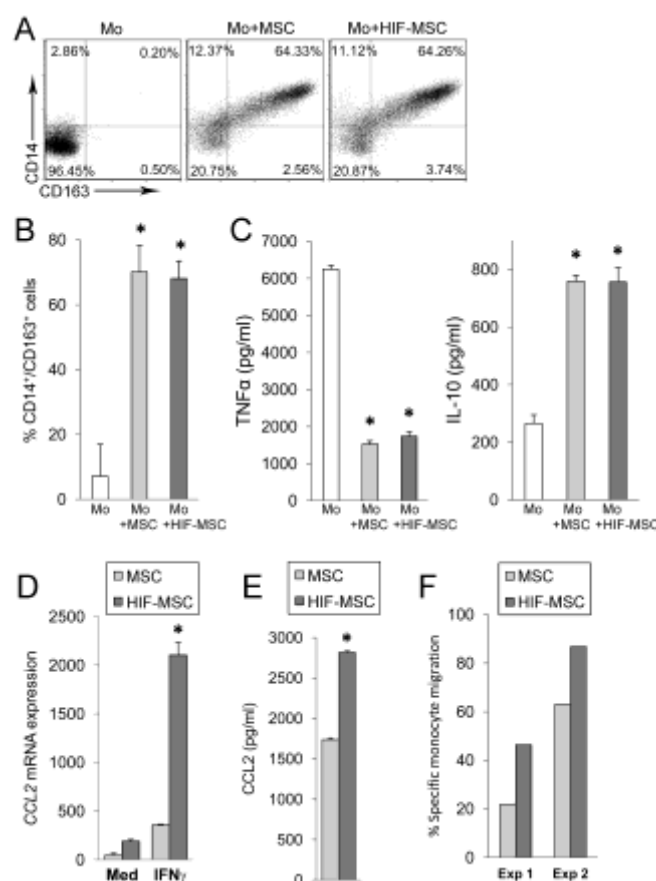 A
Mo
Mo+MSC
Mo+HIF-MSC
2.86%
0.20%
12.37%
64.33%
11.12%
64.26%
CD14
96.45%
0.50%
20.75%
2.56%
20.87%
3.74%
CD163
B
% CD14+/CD163+ cells
80
60
40
20
0
*
*
Mo
Mo
+MSC
Mo
+HIF-MSC
C
TNFα
(pg/ml)
7000
6000
5000
4000
3000
2000
1000
0
*
*
Mo
Mo
+MSC
Mo
+HIF-MSC
IL-10 (pg/ml)
1000
800
600
400
200
0
*
*
Mo
Mo
+MSC
Mo
+HIF-MSC
D
MSC
HIF-MSC
CCL2 mRNA expression
2500
2000
1500
1000
500
0
*
Med
IFNγ
E
MSC
HIF-MSC
CCL2 (pg/ml)
3000
2500
2000
1500
1000
500
0
*
F
MSC
HIF-MSC
% Specific monocyte migration
100
80
60
40
20
0
Exp 1
Exp 2